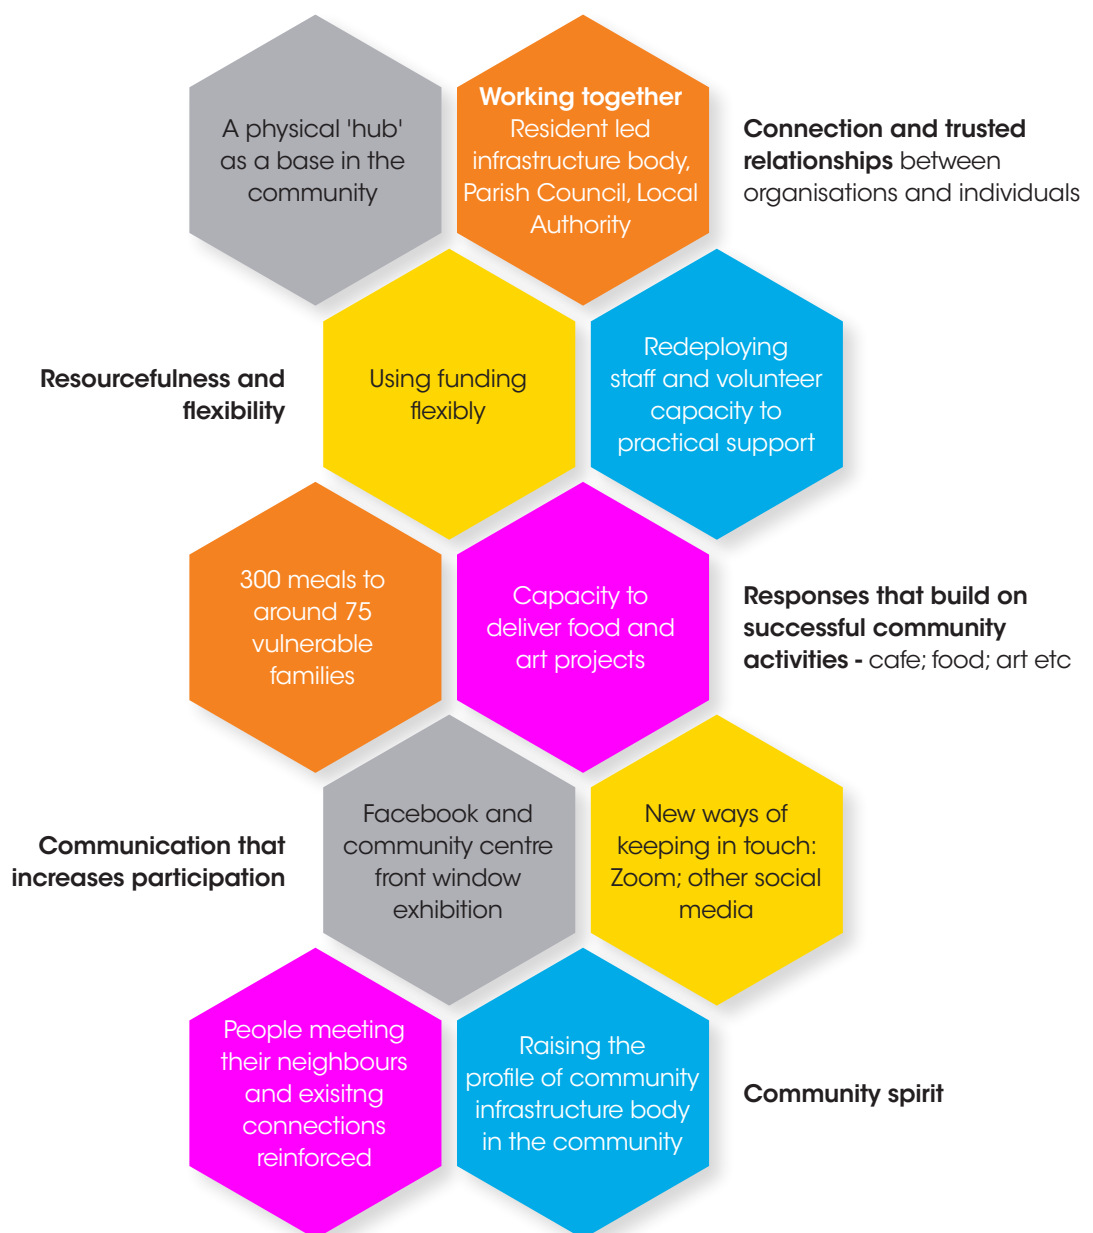 A physical 'hub'
as a base in the
community
Working together
Resident led
infrastructure body,
Parish Council, Local
Authority
Connection and trusted
relationships between
organisations and individuals
Resourcefulness and
flexibility
Using funding
flexibly
Redeploying
staff and volunteer
capacity to
practical support
300 meals to
around 75
vulnerable
families
Capacity to
deliver food and
art projects
Responses that build on
successful community
activities - cafe; food; art etc
Communication that
increases participation
Facebook and
community centre
front window
exhibition
New ways of
keeping in touch:
Zoom; other social
media
People meeting
their neighbours
and exisitng
connections
reinforced
Raising the
profile of community
infrastructure body
in the community
Community spirit